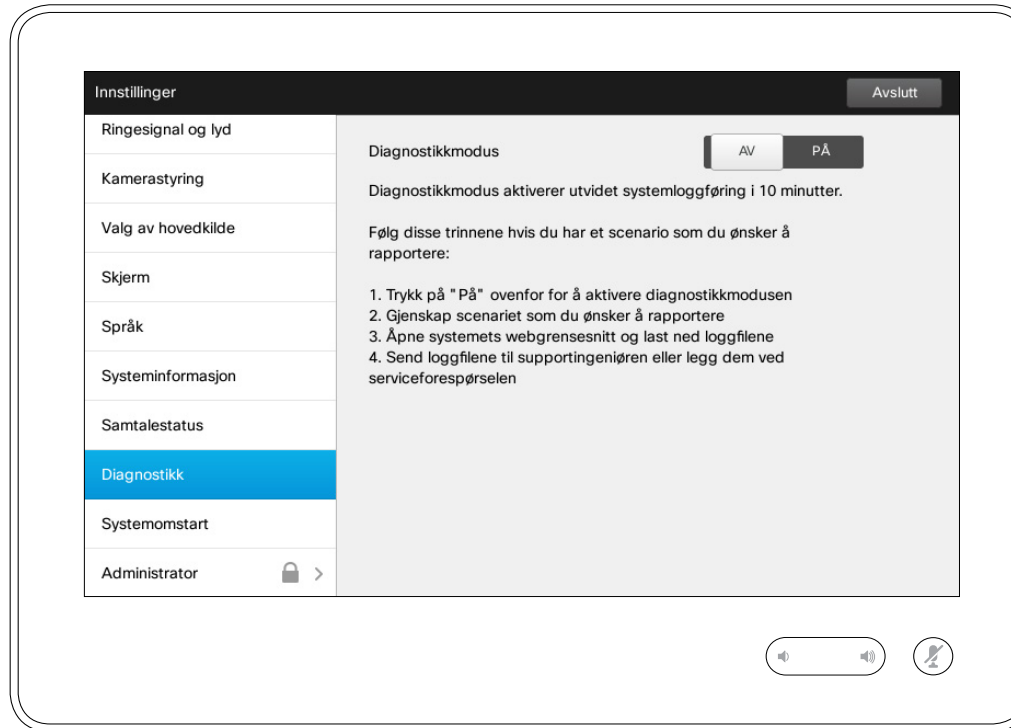 Innstillinger
Avslutt
Ringesignal og lyd
Kamerastyring
Valg av hovedkilde
Skjerm
Språk
Systeminformasjon
Samtalestatus
Diagnostikk
Systemomstart
Administrator
Diagnostikkmodus
AV
PÅ
Diagnostikkmodus aktiverer utvidet systemloggføring i 10 minutter.
Følg disse trinnene hvis du har et scenario som du ønsker å
rapportere:
1. Trykk på "På" ovenfor for å aktivere diagnostikkmodusen
2. Gjenskap scenariet som du ønsker å rapportere
3. Åpne systemets webgrensesnitt og last ned loggfilene
4. Send loggfilene til supportingeniøren eller legg dem ved
serviceforespørselen